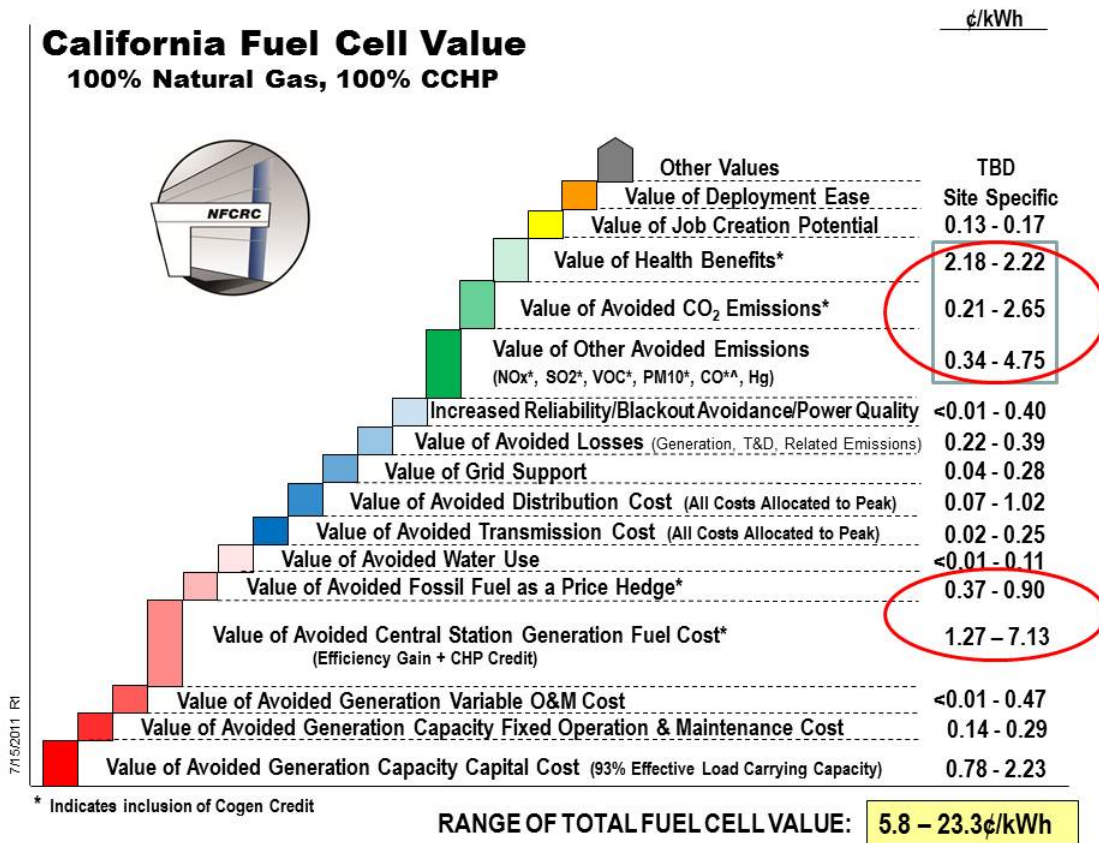 ¢/kWh
California Fuel Cell Value
100% Natural Gas, 100% CCHP
NFCRC
Other Values TBD
Value of Deployment Ease Site Specific
Value of Job Creation Potential 0.13 - 0.17
Value of Health Benefits* 2.18 - 2.22
Value of Avoided CO2 Emissions* 0.21 - 2.65
Value of Other Avoided Emissions 0.34 - 4.75
(NOx*, SO2*, VOC*, PM10*, CO*^, Hg)
Increased Reliability/Blackout Avoidance/Power Quality <0.01 - 0.40
Value of Avoided Losses (Generation, T&D, Related Emissions) 0.22 - 0.39
Value of Grid Support 0.04 - 0.28
Value of Avoided Distribution Cost (All Costs Allocated to Peak) 0.07 - 1.02
Value of Avoided Transmission Cost (All Costs Allocated to Peak) 0.02 - 0.25
Value of Avoided Water Use <0.01 - 0.11
Value of Avoided Fossil Fuel as a Price Hedge* 0.37 - 0.90
Value of Avoided Central Station Generation Fuel Cost* 1.27 – 7.13
(Efficiency Gain + CHP Credit)
Value of Avoided Generation Variable O&M Cost <0.01 - 0.47
Value of Avoided Generation Capacity Fixed Operation & Maintenance Cost 0.14 - 0.29
Value of Avoided Generation Capacity Capital Cost (93% Effective Load Carrying Capacity) 0.78 - 2.23
7/15/2011 R1
* Indicates inclusion of Cogen Credit
RANGE OF TOTAL FUEL CELL VALUE: 5.8 – 23.3¢/kWh